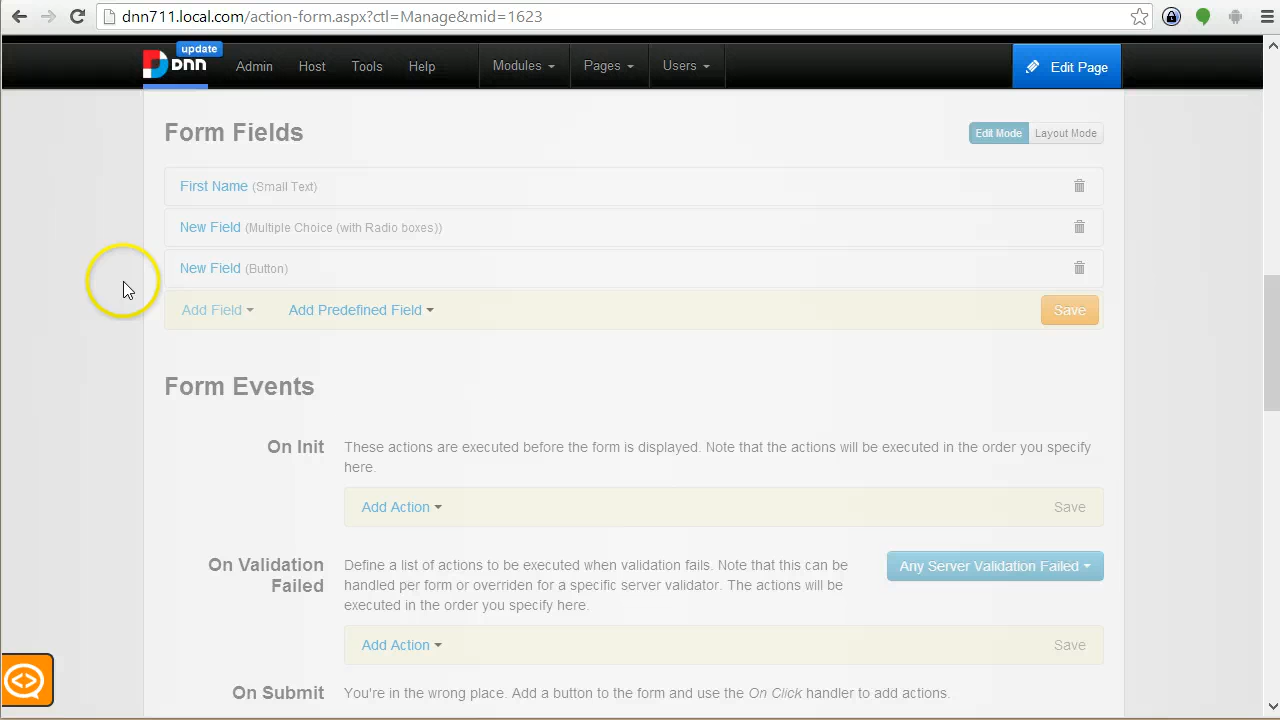 dnn711.local.com/action-form.aspx?ctl=Manage&mid=1623
update
DNN Admin Host Tools Help Modules Pages Users Edit Page
Form Fields
Edit Mode Layout Mode
First Name (Small Text)
New Field (Multiple Choice (with Radio boxes))
New Field (Button)
Add Field Add Predefined Field Save
Form Events
On Init
These actions are executed before the form is displayed. Note that the actions will be executed in the order you specify
here.
Add Action Save
On Validation
Failed
Define a list of actions to be executed when validation fails. Note that this can be
handled per form or overriden for a specific server validator. The actions will be
executed in the order you specify here.
Any Server Validation Failed
Add Action Save
On Submit
You're in the wrong place. Add a button to the form and use the On Click handler to add actions.